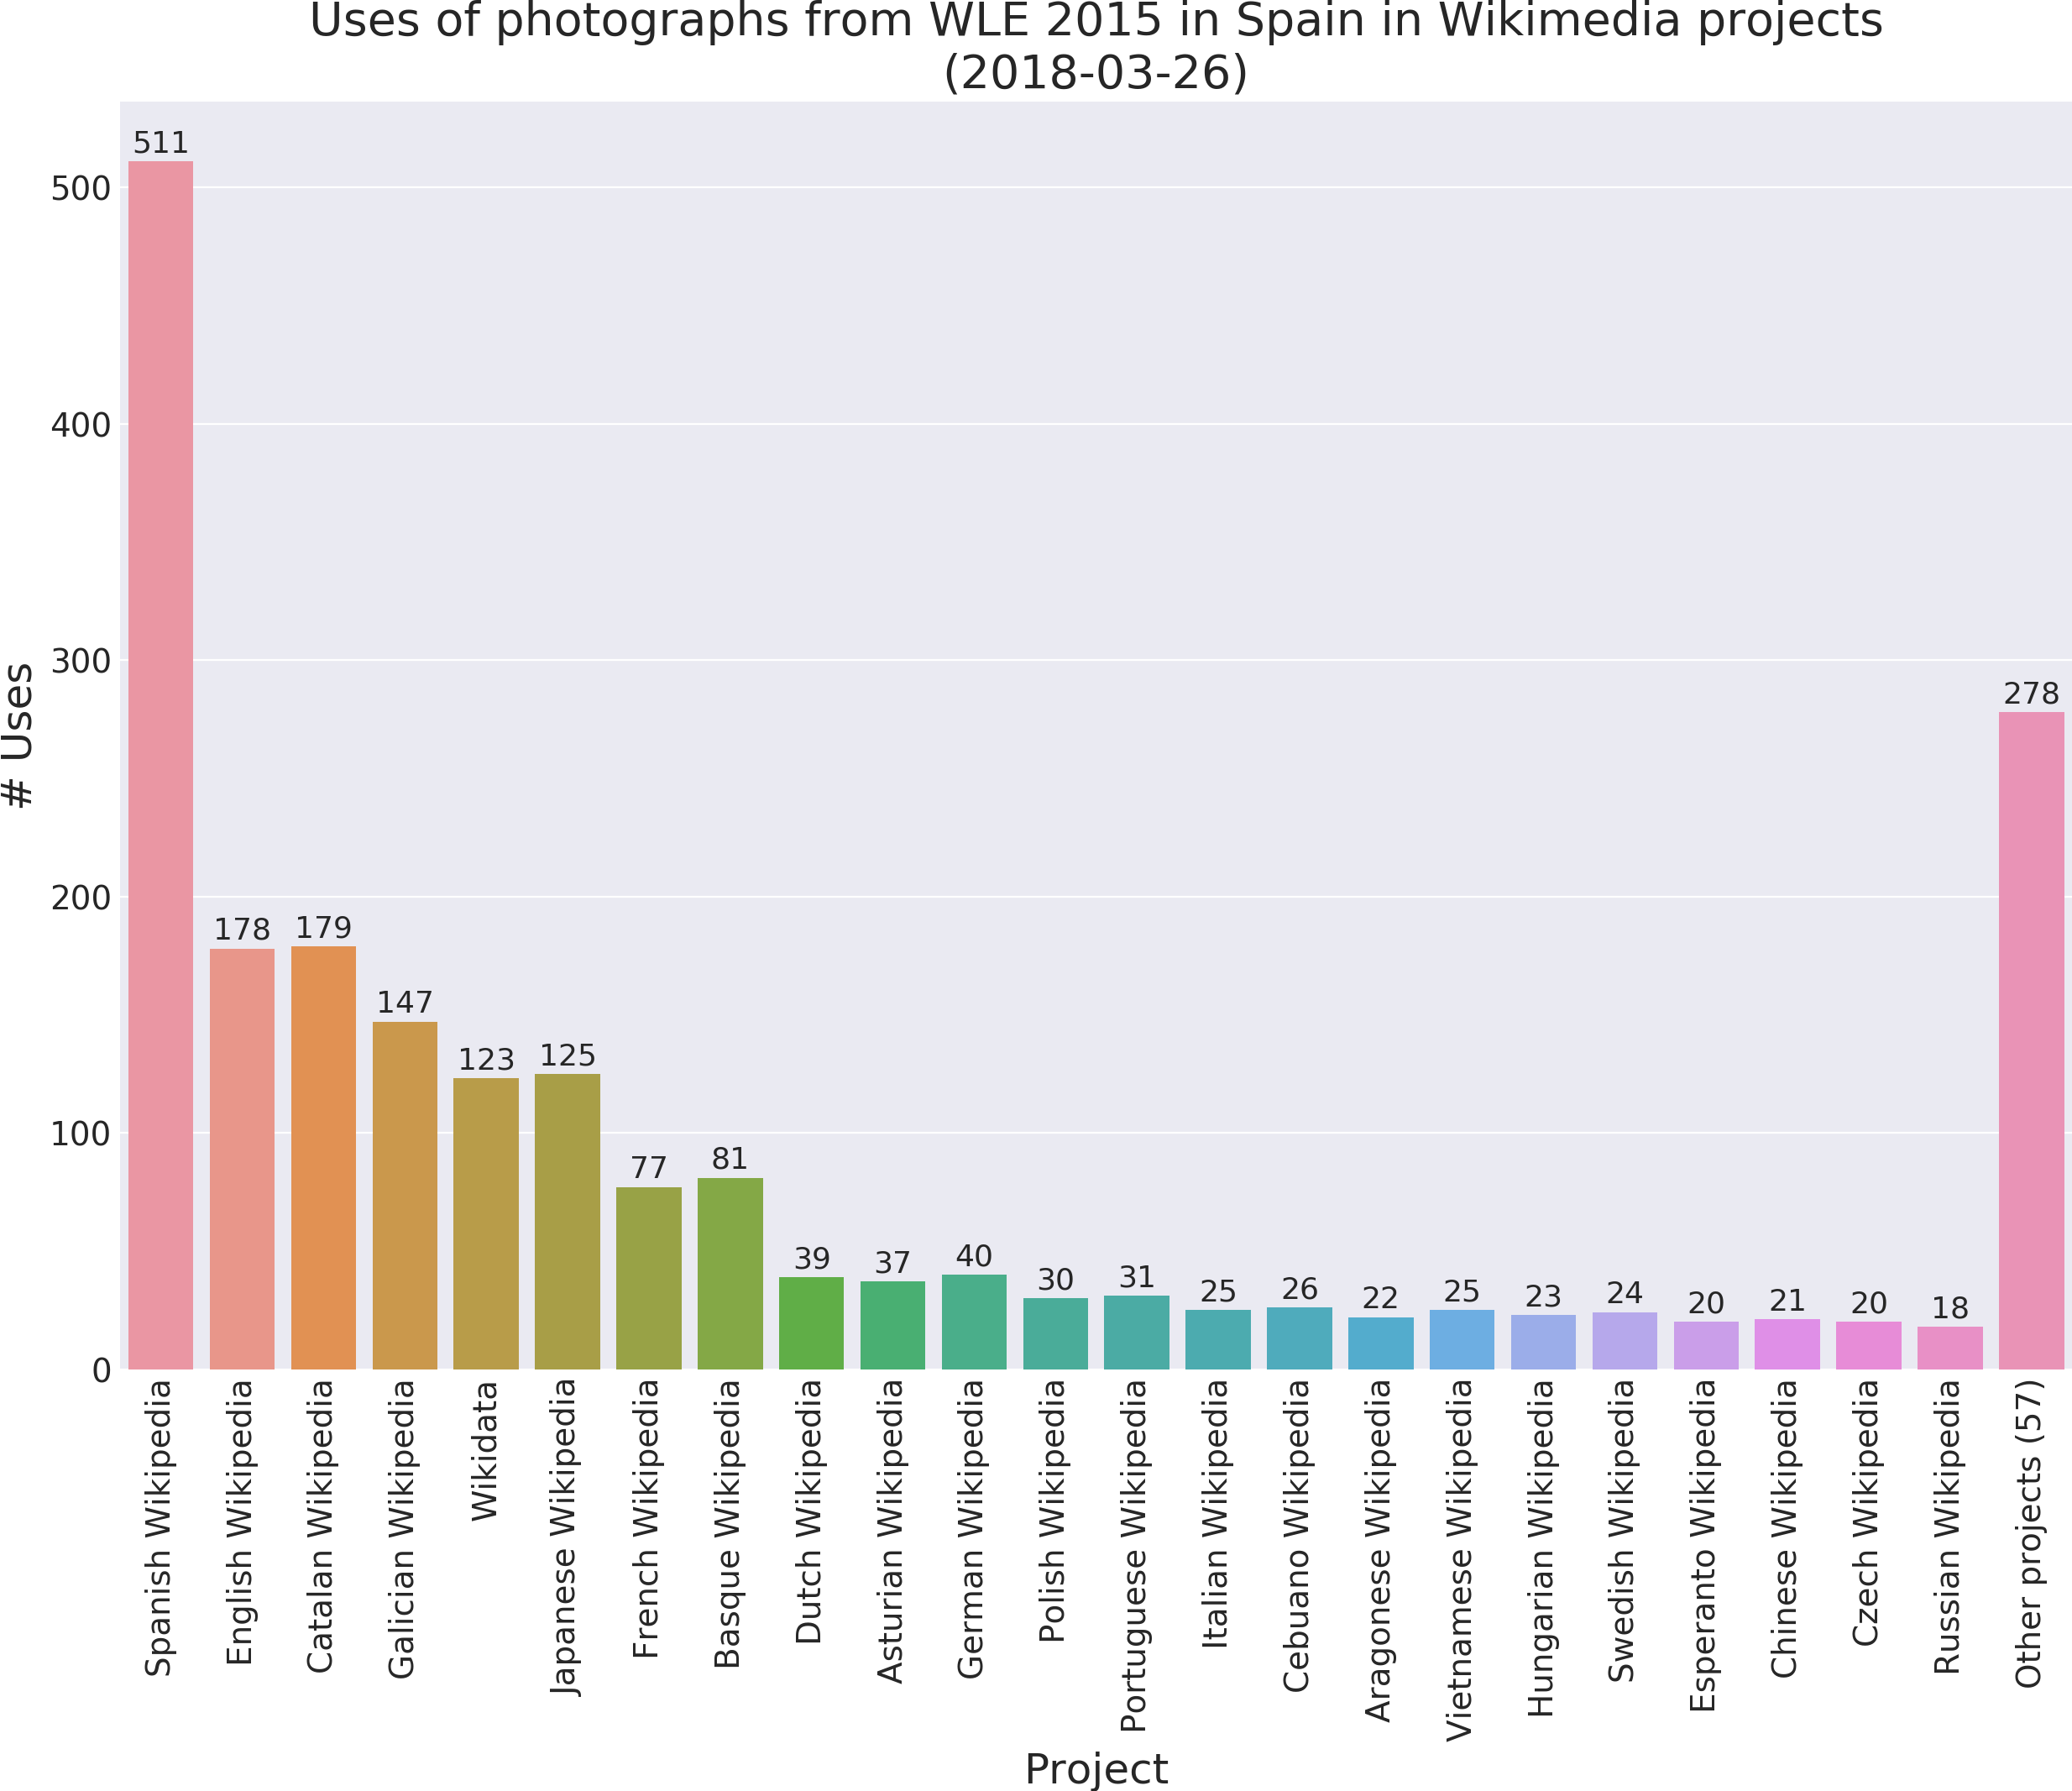 Uses of photographs from WLE 2015 in Spain in Wikimedia projects
(2018-03-26)
# Uses
500
400
300
200
100
0
511
178
179
147
123
125
77
81
39
37
40
30
31
25
26
22
25
23
24
20
21
20
18
278
Spanish Wikipedia
English Wikipedia
Catalan Wikipedia
Galician Wikipedia
Wikidata
Japanese Wikipedia
French Wikipedia
Basque Wikipedia
Dutch Wikipedia
Asturian Wikipedia
German Wikipedia
Polish Wikipedia
Portuguese Wikipedia
Italian Wikipedia
Cebuano Wikipedia
Aragonese Wikipedia
Vietnamese Wikipedia
Hungarian Wikipedia
Swedish Wikipedia
Esperanto Wikipedia
Chinese Wikipedia
Czech Wikipedia
Russian Wikipedia
Other projects (57)
Project